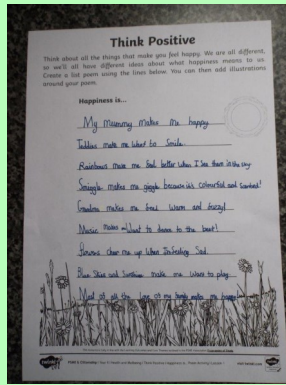 Think Positive
Think about all the things that make you feel happy. We are all different,
so we'll all have different ideas about what happiness means to us.
Create a list poem using the lines below. You can then add illustrations
around your poem.
Happiness is...
My Mummy makes me happy
Teddies make me want to smile.
Rainbows make me feel better when I see them in the sky
Smiggle makes me giggle because it's colourful and scented!
Grandma makes me feel warm and fuzzy!
Music makes me want to dance to the beat!
Flowers cheer me up when I'm feeling sad.
Blue Skies and Sunshine make me want to play.
Most of all the love of my family makes me happy!
twinkl